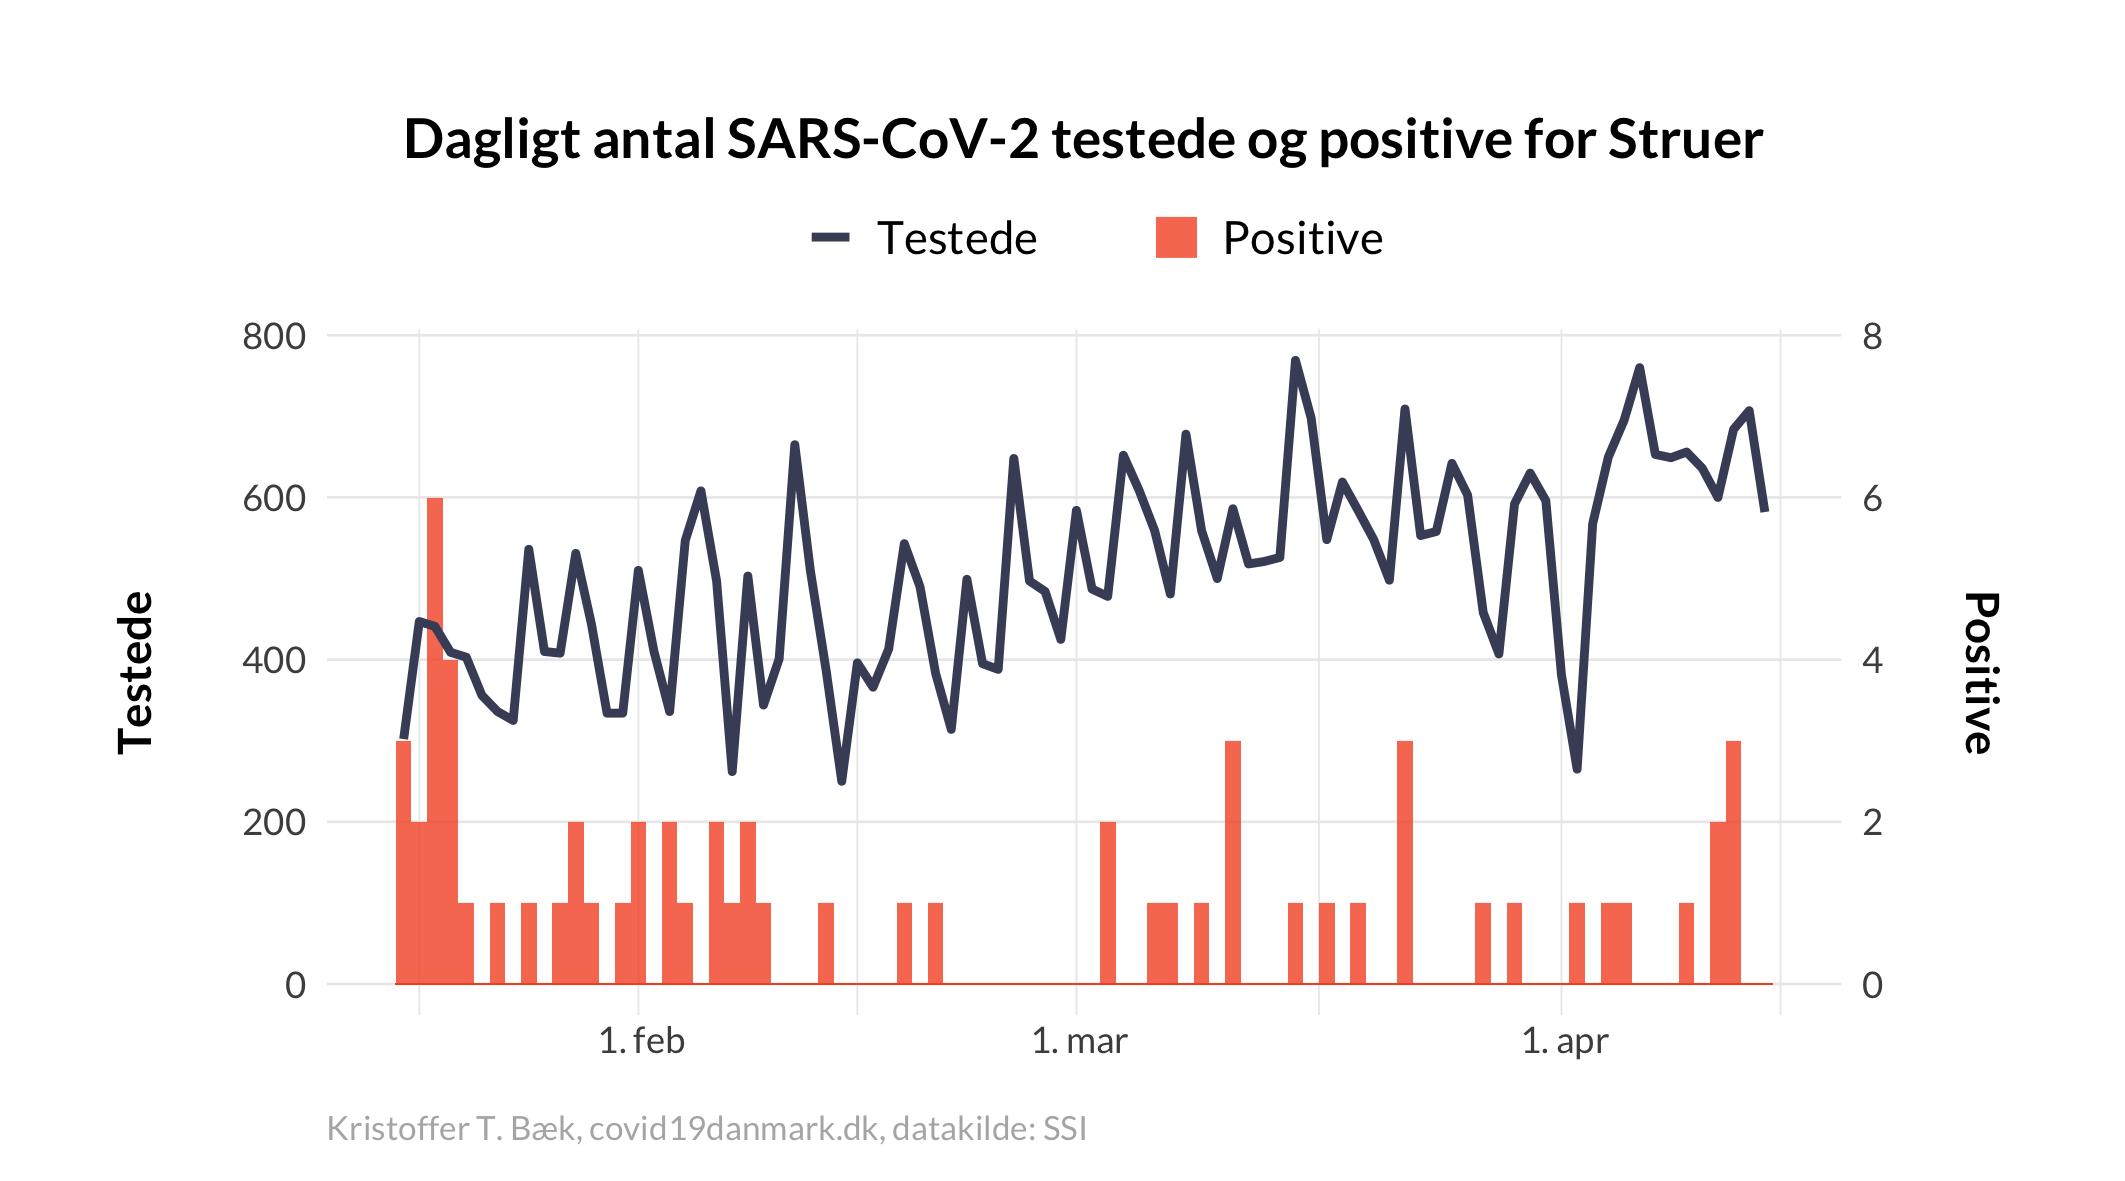 Dagligt antal SARS-CoV-2 testede og positive for Struer
Testede
Positive
800
600
400
200
0
8
6
4
2
0
Testede
Positive
1. feb
1. mar
1. apr
Kristoffer T. Bæk, covid19danmark.dk, datakilde: SSI